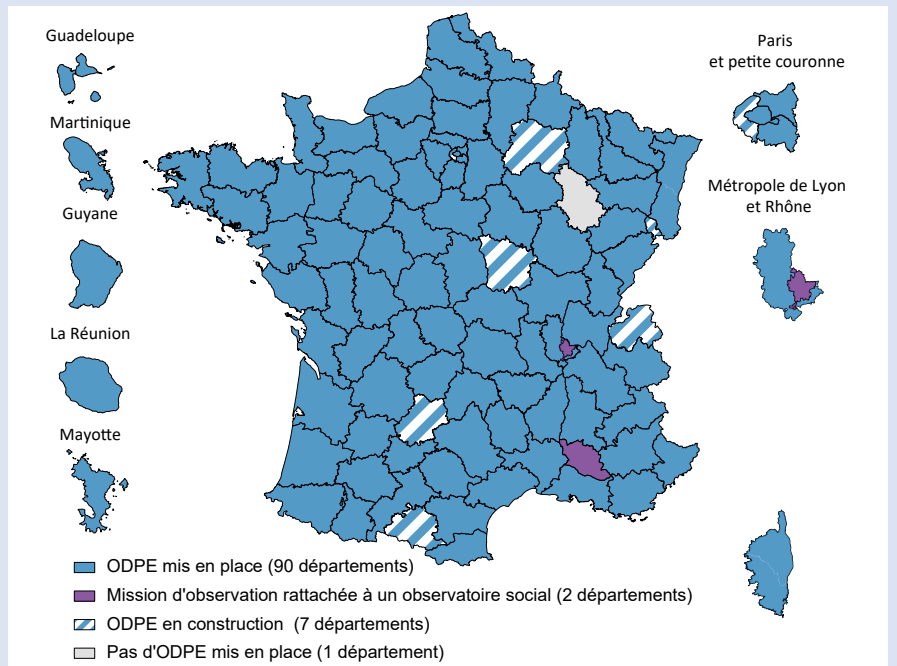 Guadeloupe
Martinique
Guyane
La Réunion
Mayotte
Paris
et petite couronne
Métropole de Lyon
et Rhône
ODPE mis en place (90 départements)
Mission d'observation rattachée à un observatoire social (2 départements)
ODPE en construction (7 départements)
Pas d'ODPE mis en place (1 département)